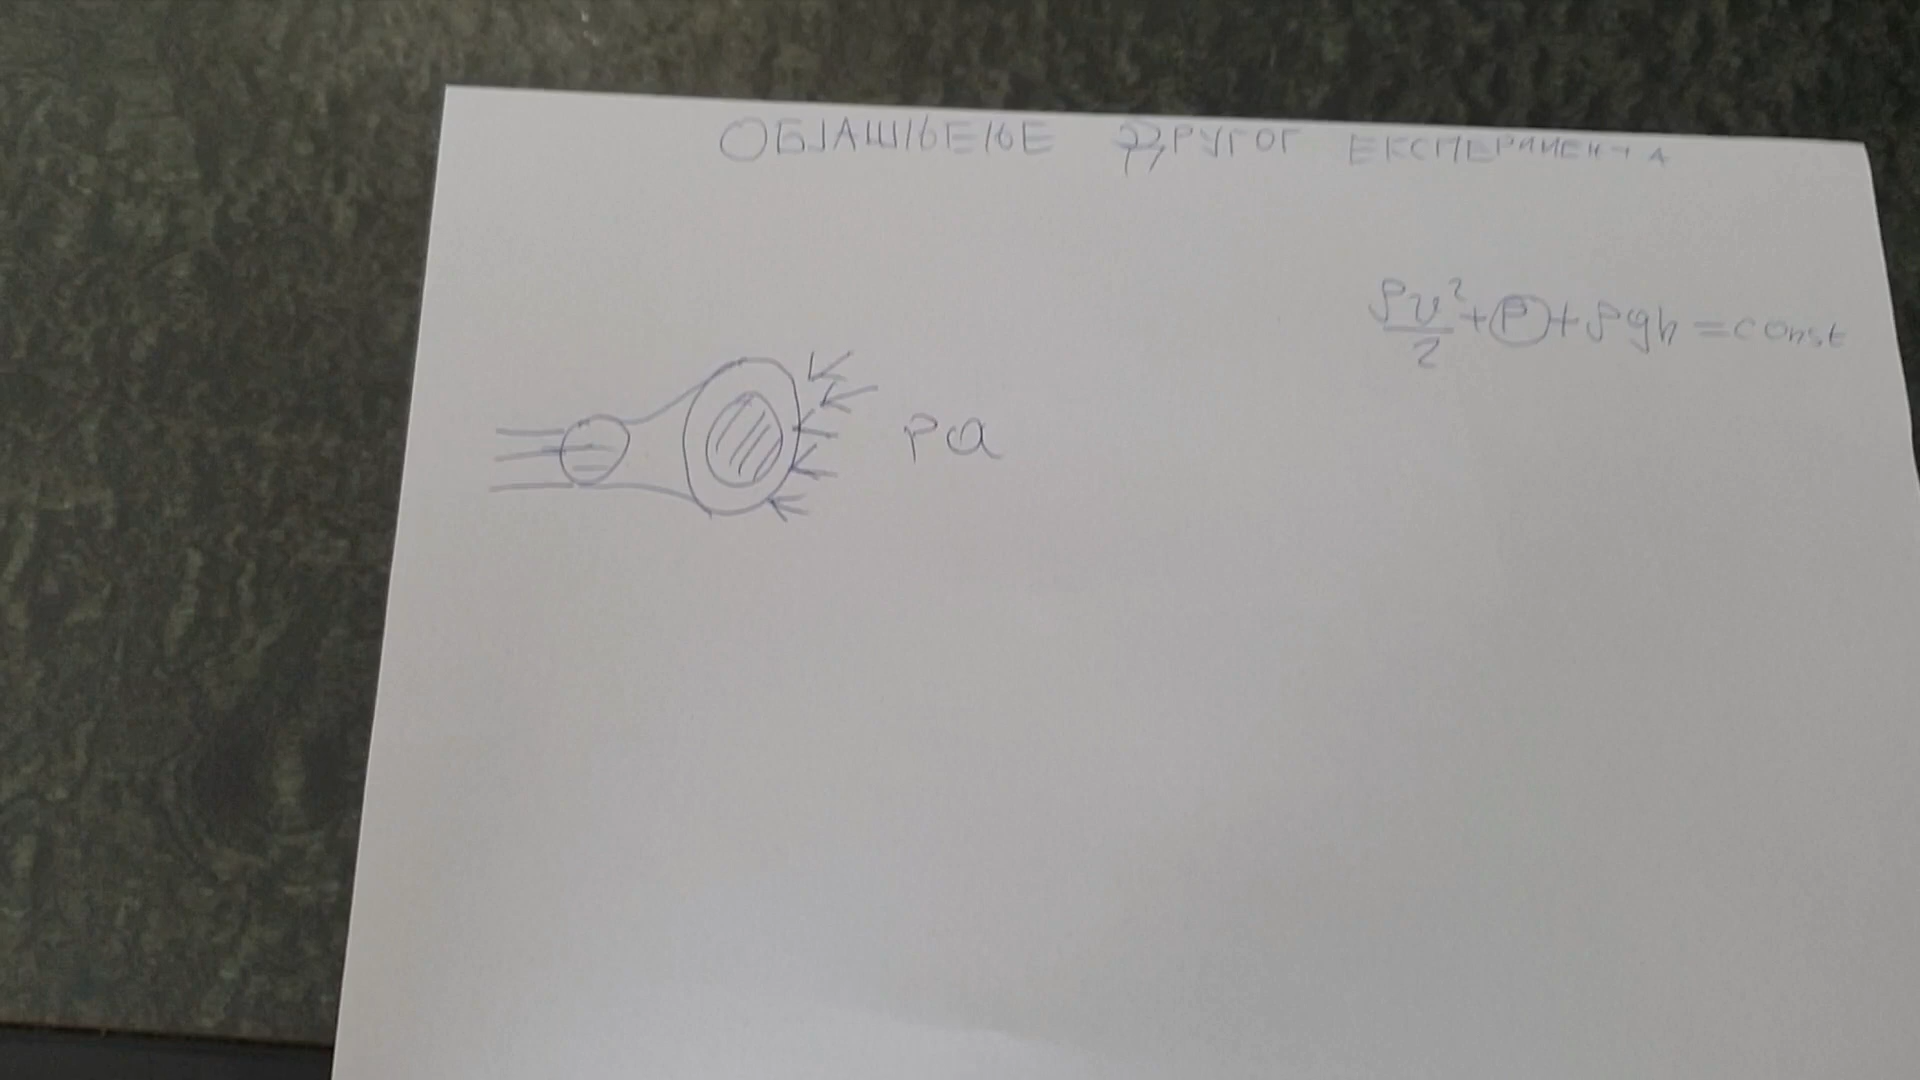 ОБЈАШЊЕЊЕ ДРУГОГ ЕКСПЕРИМЕНТА
ρv²/2 + p + ρgh = const
pa